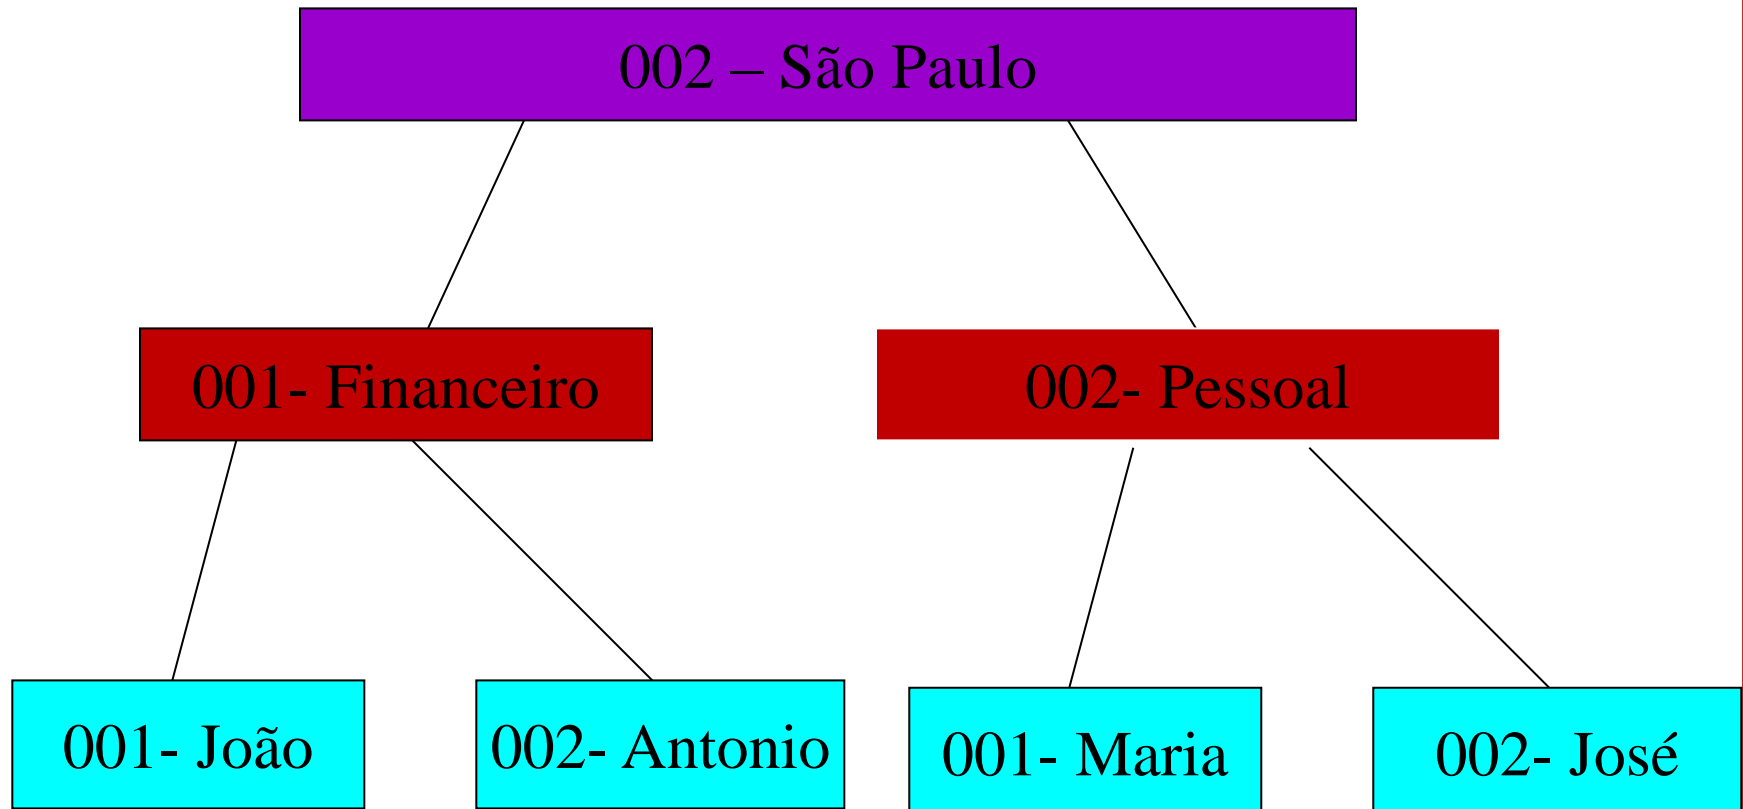 002 – São Paulo
001- Financeiro
002- Pessoal
001- João
002- Antonio
001- Maria
002- José